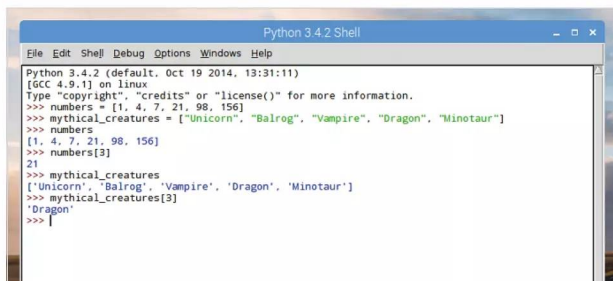 Python 3.4.2 Shell
File Edit Shell Debug Options Windows Help
Python 3.4.2 (default, Oct 19 2014, 13:31:11)
[GCC 4.9.1] on linux
Type "copyright", "credits" or "license()" for more information.
>>> numbers = [1, 4, 7, 21, 98, 156]
>>> mythical_creatures = ["Unicorn", "Balrog", "Vampire", "Dragon", "Minotaur"]
>>> numbers
[1, 4, 7, 21, 98, 156]
>>> numbers[3]
21
>>> mythical_creatures
['Unicorn', 'Balrog', 'Vampire', 'Dragon', 'Minotaur']
>>> mythical_creatures[3]
'Dragon'
>>>